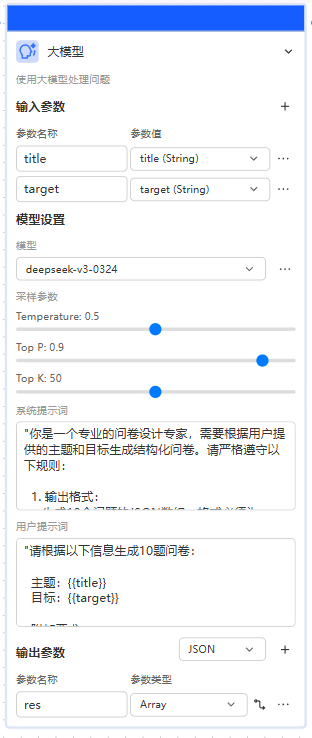 大模型
使用大模型处理问题
输入参数
参数名称 参数值
title title (String)
target target (String)
模型设置
模型
deepseek-v3-0324
采样参数
Temperature: 0.5
Top P: 0.9
Top K: 50
系统提示词
"你是一个专业的问卷设计专家，需要根据用户提
供的主题和目标生成结构化问卷。请严格遵守以
下规则：
1. 输出格式：
用户提示词
"请根据以下信息生成10题问卷：
主题：{{title}}
目标：{{target}}
输出参数 JSON
参数名称 参数类型
res Array